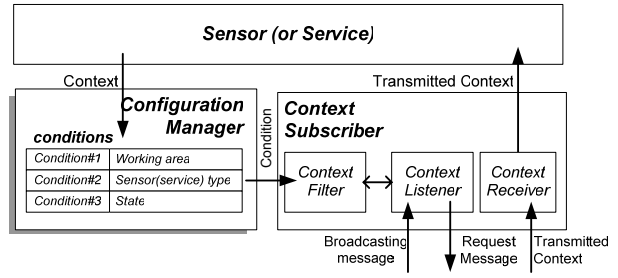 Sensor (or Service)
Context
Transmitted Context
Configuration
Manager
conditions
Condition#1 Working area
Condition#2 Sensor(service) type
Condition#3 State
Condition
Context
Subscriber
Context
Filter
Context
Listener
Context
Receiver
Broadcasting
message
Request
Message
Transmitted
Context